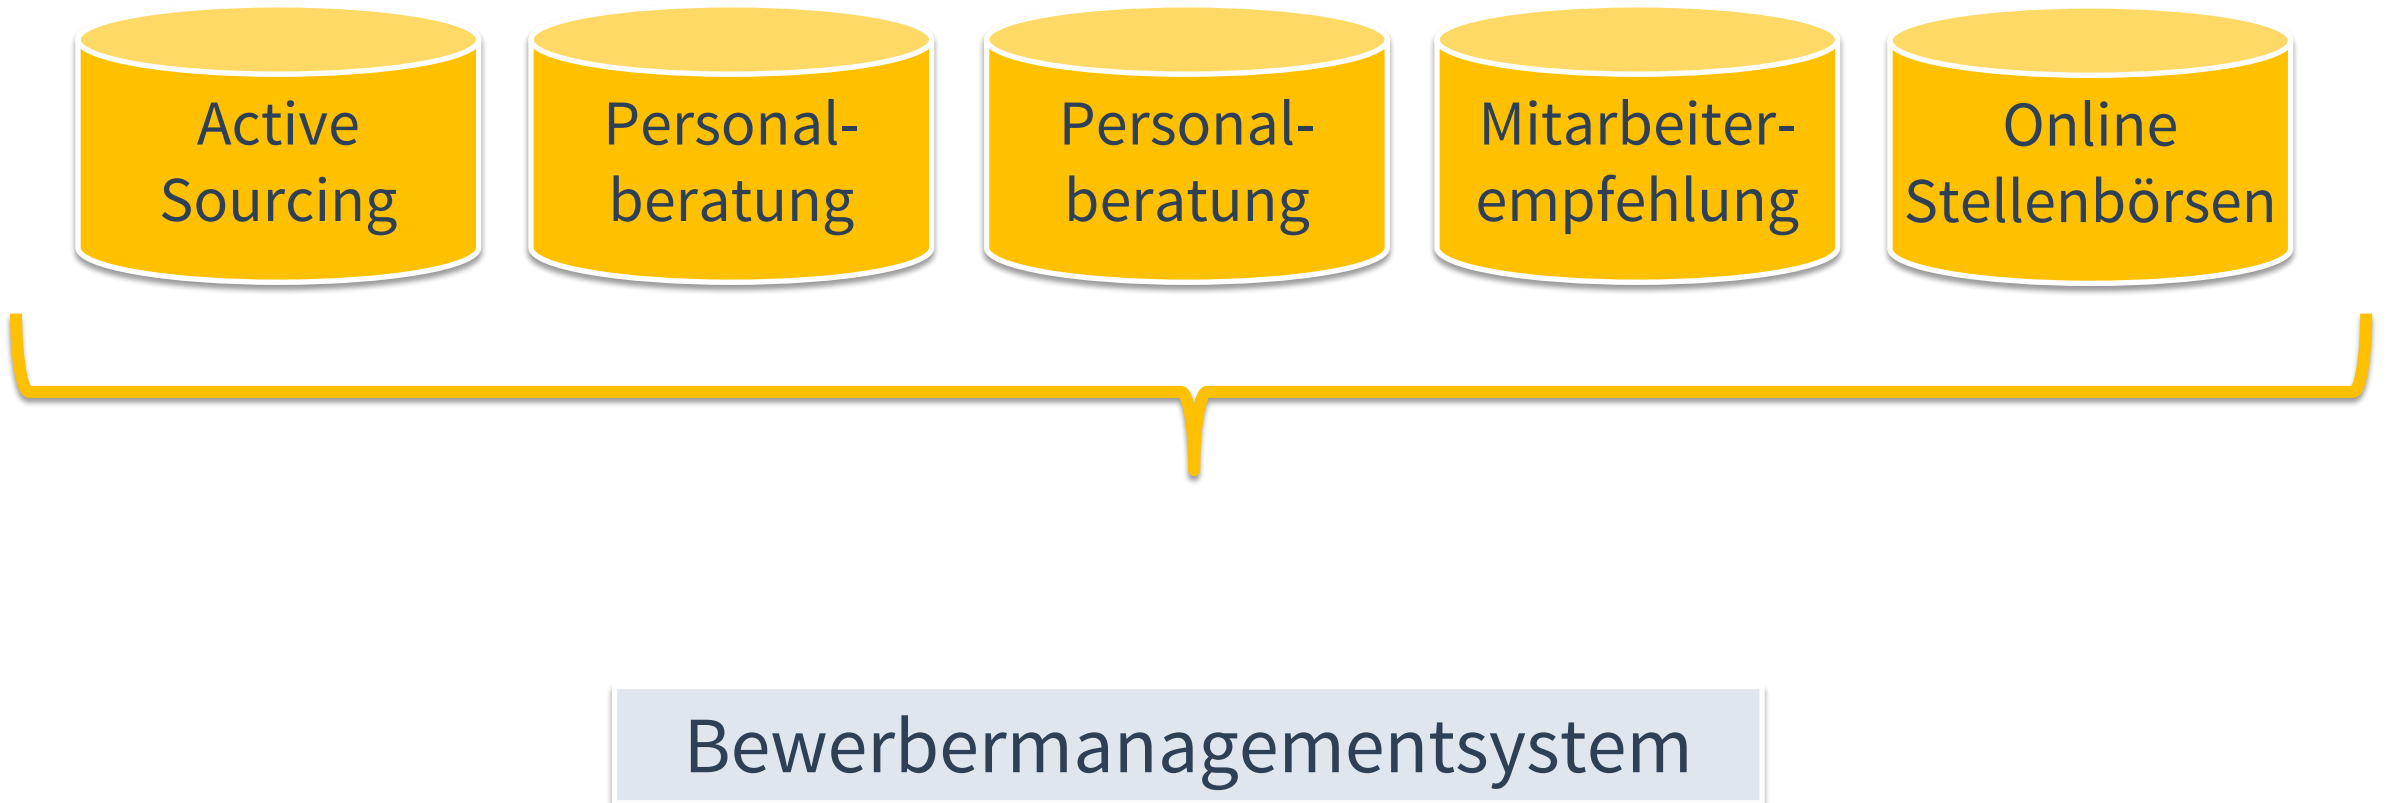 Active
Sourcing
Personal-
beratung
Personal-
beratung
Mitarbeiter-
empfehlung
Online
Stellenbörsen
Bewerbermanagementsystem